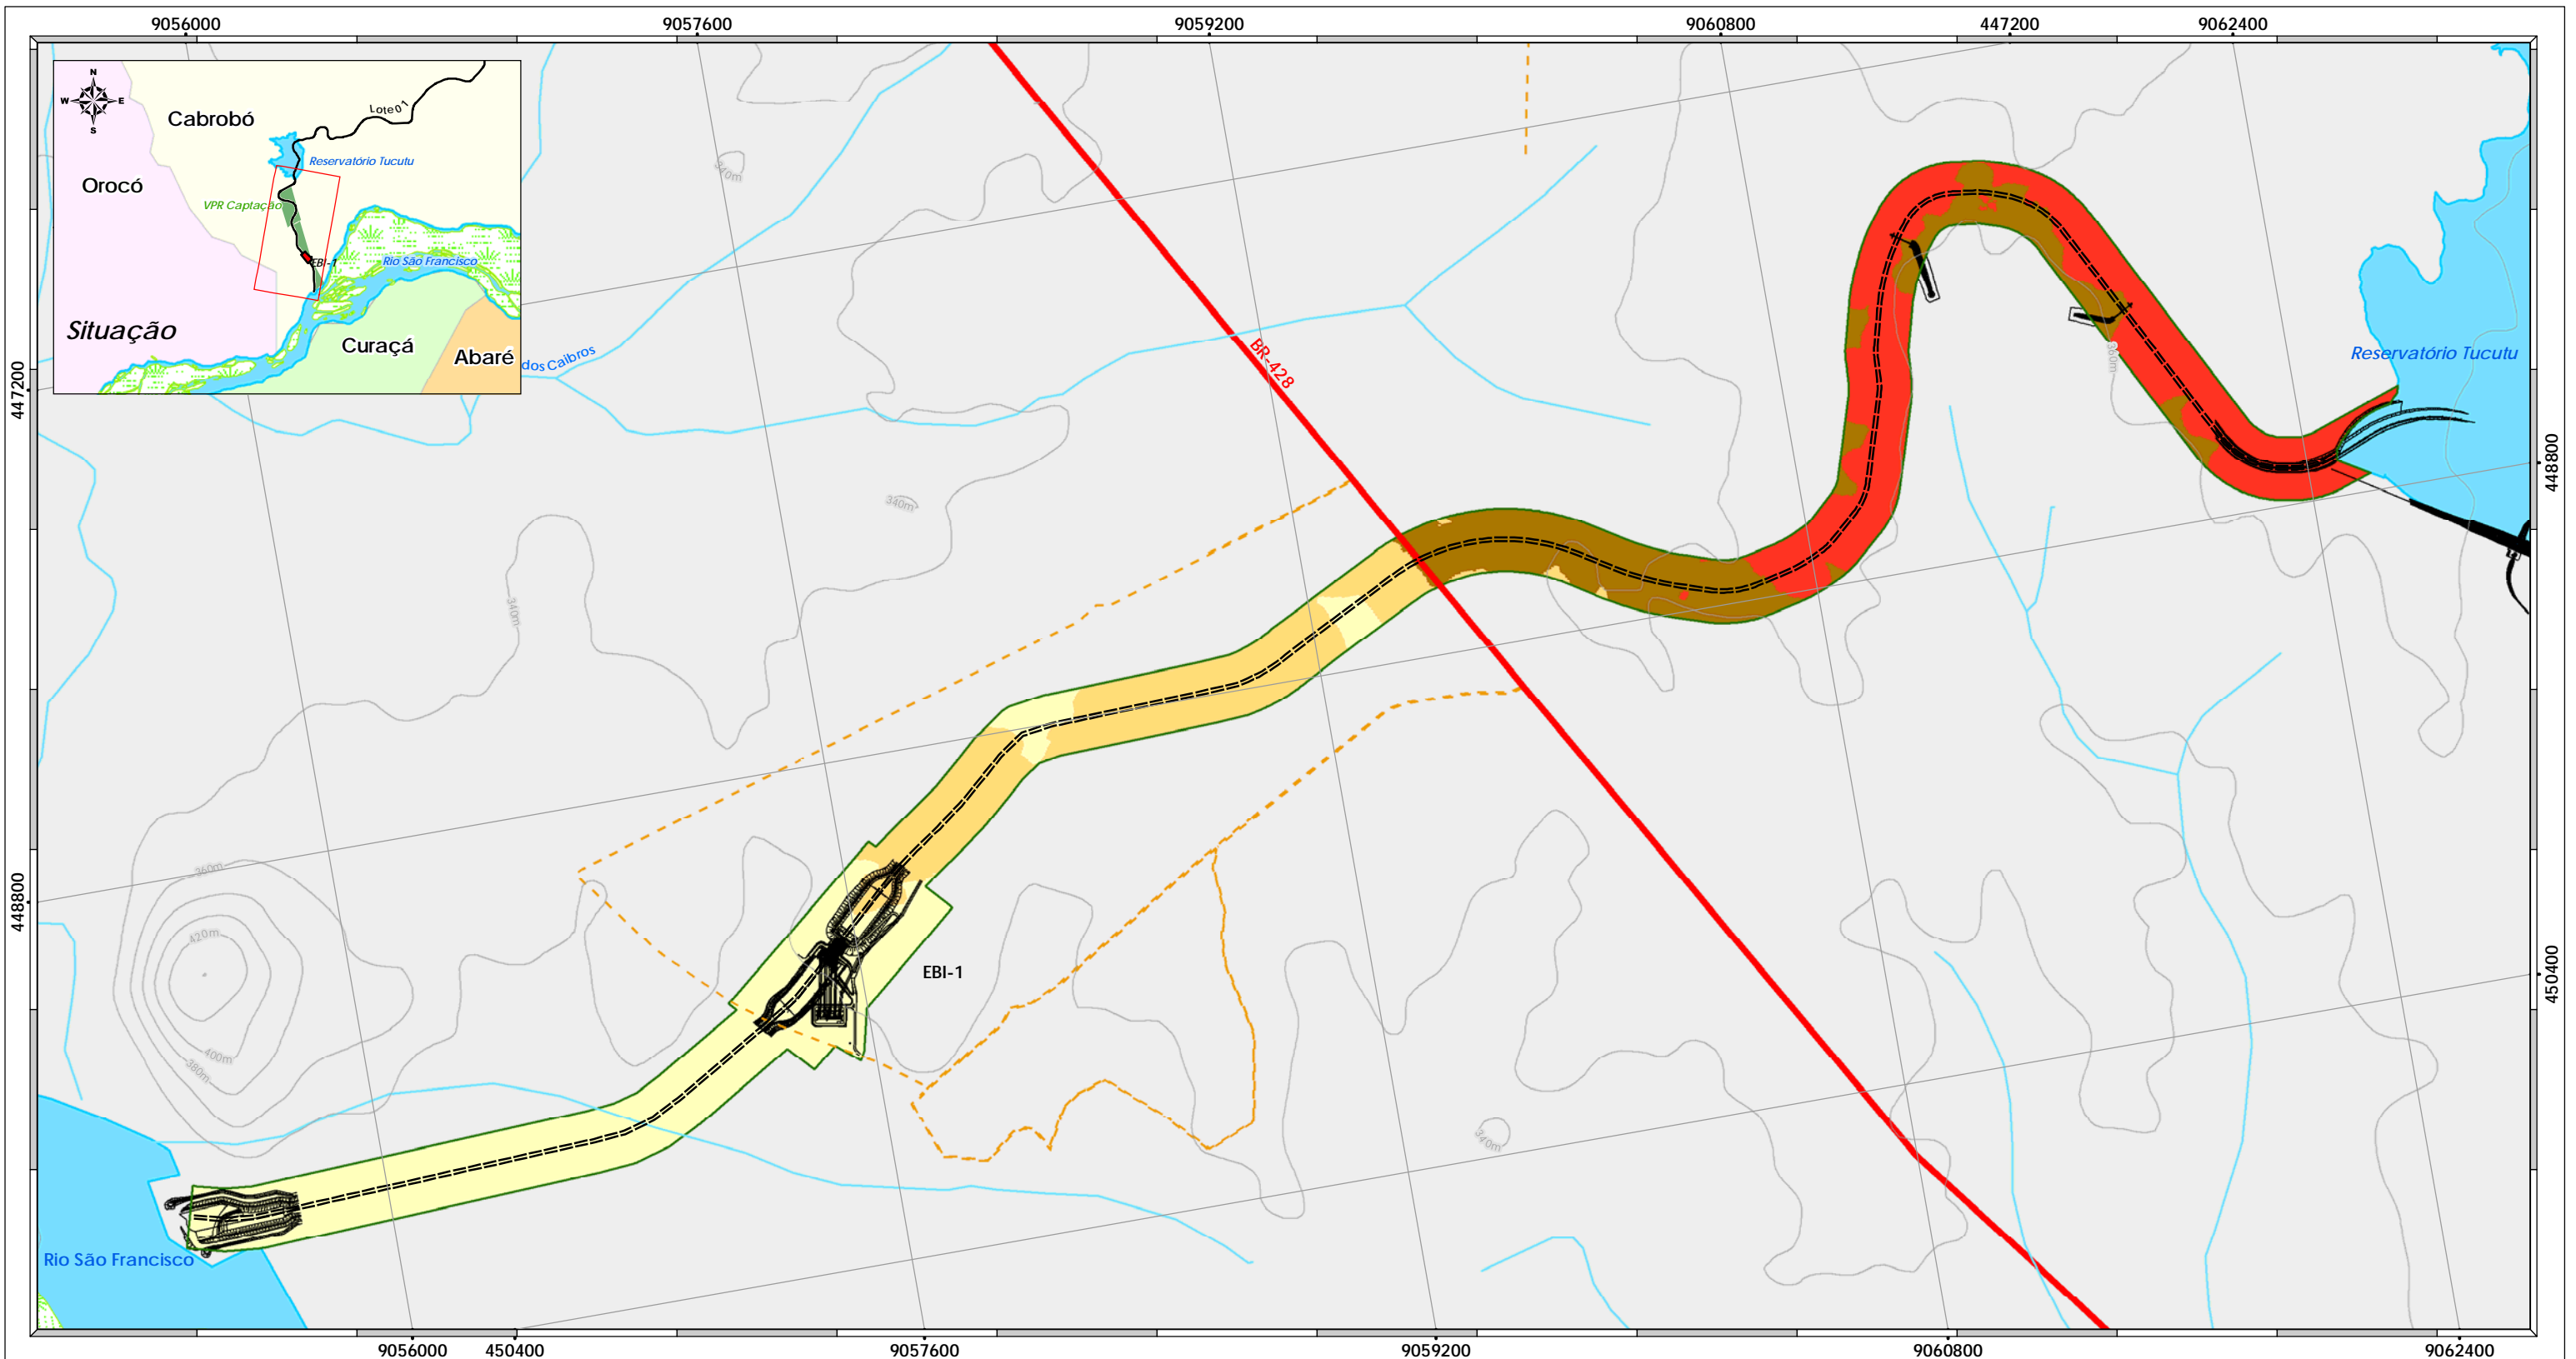 9056000 9057600 9059200 9060800 447200 9062400
N
W E
S
Cabrobó
Lote 01
Reservatório Tucutu
Orocó
VPR Captação
EBI-1
Rio São Francisco
Situação
Curaçá
Abaré
dos Caibros
340m
BR-428
340m
340m
360m
Reservatório Tucutu
447200
448800
448800
450400
360m
420m
400m
380m
EBI-1
340m
Rio São Francisco
9056000 450400 9057600 9059200 9060800 9062400